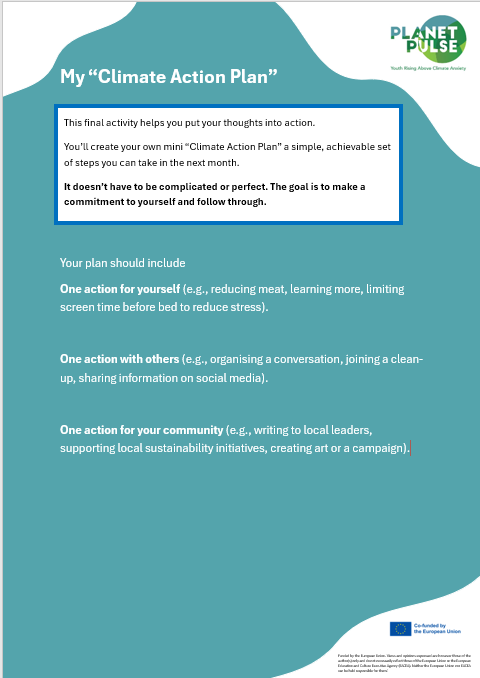 PLANET
PULSE
Youth Rising Above Climate Anxiety
My “Climate Action Plan”
This final activity helps you put your thoughts into action.
You’ll create your own mini “Climate Action Plan” a simple, achievable set
of steps you can take in the next month.
It doesn’t have to be complicated or perfect. The goal is to make a
commitment to yourself and follow through.
Your plan should include
One action for yourself (e.g., reducing meat, learning more, limiting
screen time before bed to reduce stress).
One action with others (e.g., organising a conversation, joining a clean-
up, sharing information on social media).
One action for your community (e.g., writing to local leaders,
supporting local sustainability initiatives, creating art or a campaign).
Co-funded by
the European Union
Funded by the European Union. Views and opinions expressed are however those of the
author(s) only and do not necessarily reflect those of the European Union or the European
Education and Culture Executive Agency (EACEA). Neither the European Union nor EACEA
can be held responsible for them.